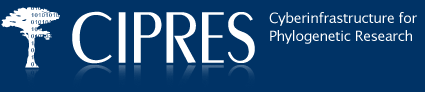 CIPRES
Cyberinfrastructure for
Phylogenetic Research